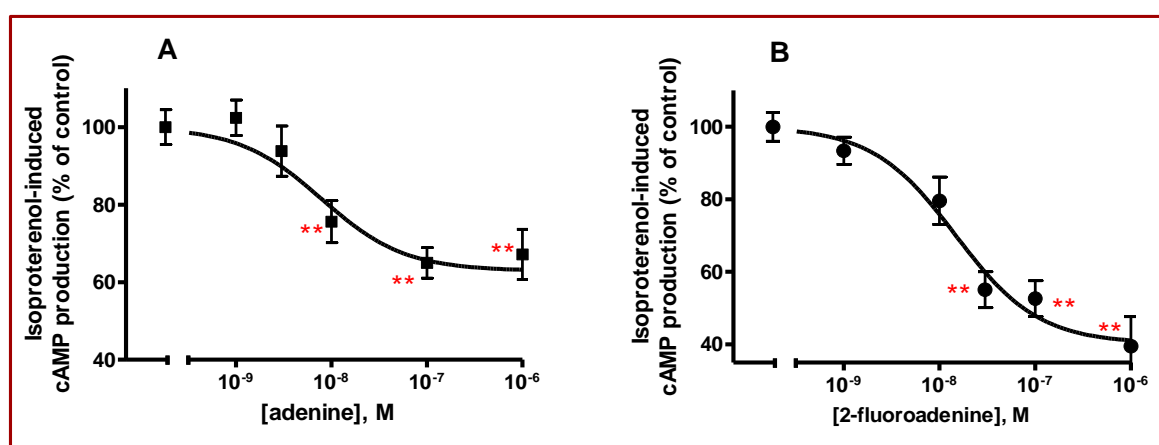 A
Isoproterenol-induced
cAMP production (% of control)
100
80
60
40
**
**
**
10⁻⁹
10⁻⁸
10⁻⁷
10⁻⁶
[adenine], M
B
Isoproterenol-induced
cAMP production (% of control)
100
80
60
40
**
**
**
10⁻⁹
10⁻⁸
10⁻⁷
10⁻⁶
[2-fluoroadenine], M